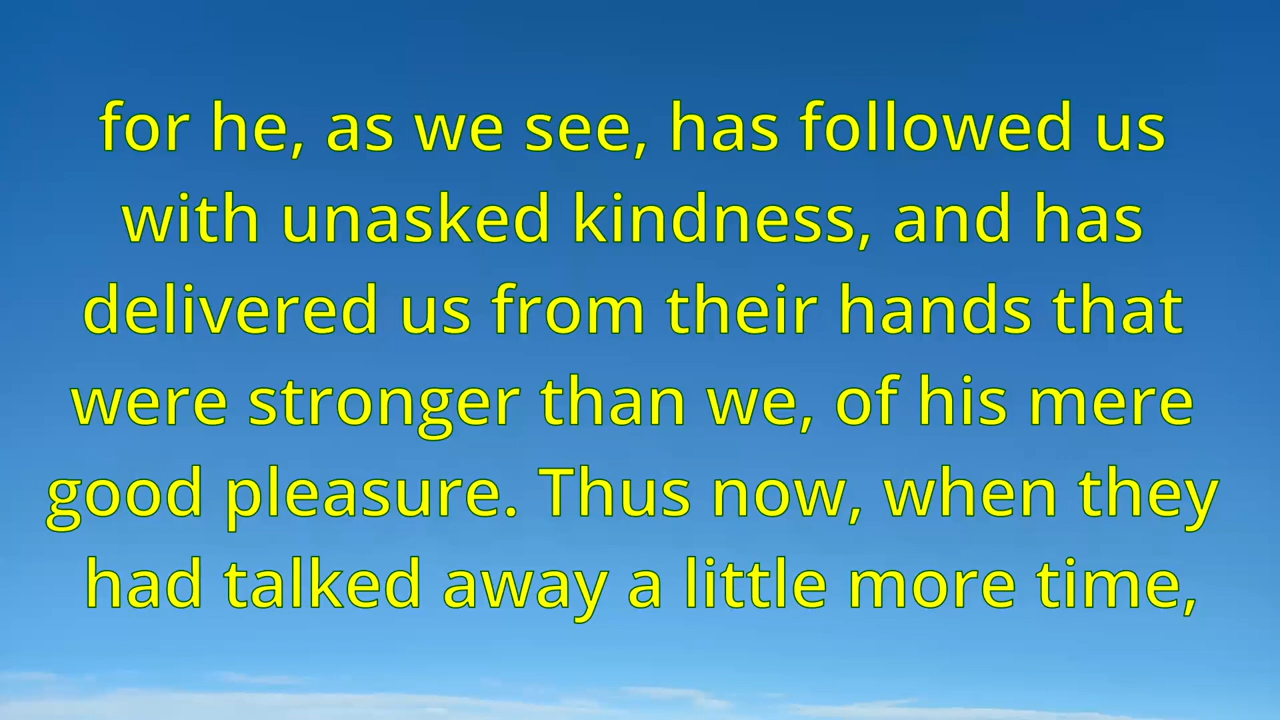 for he, as we see, has followed us
with unasked kindness, and has
delivered us from their hands that
were stronger than we, of his mere
good pleasure. Thus now, when they
had talked away a little more time,